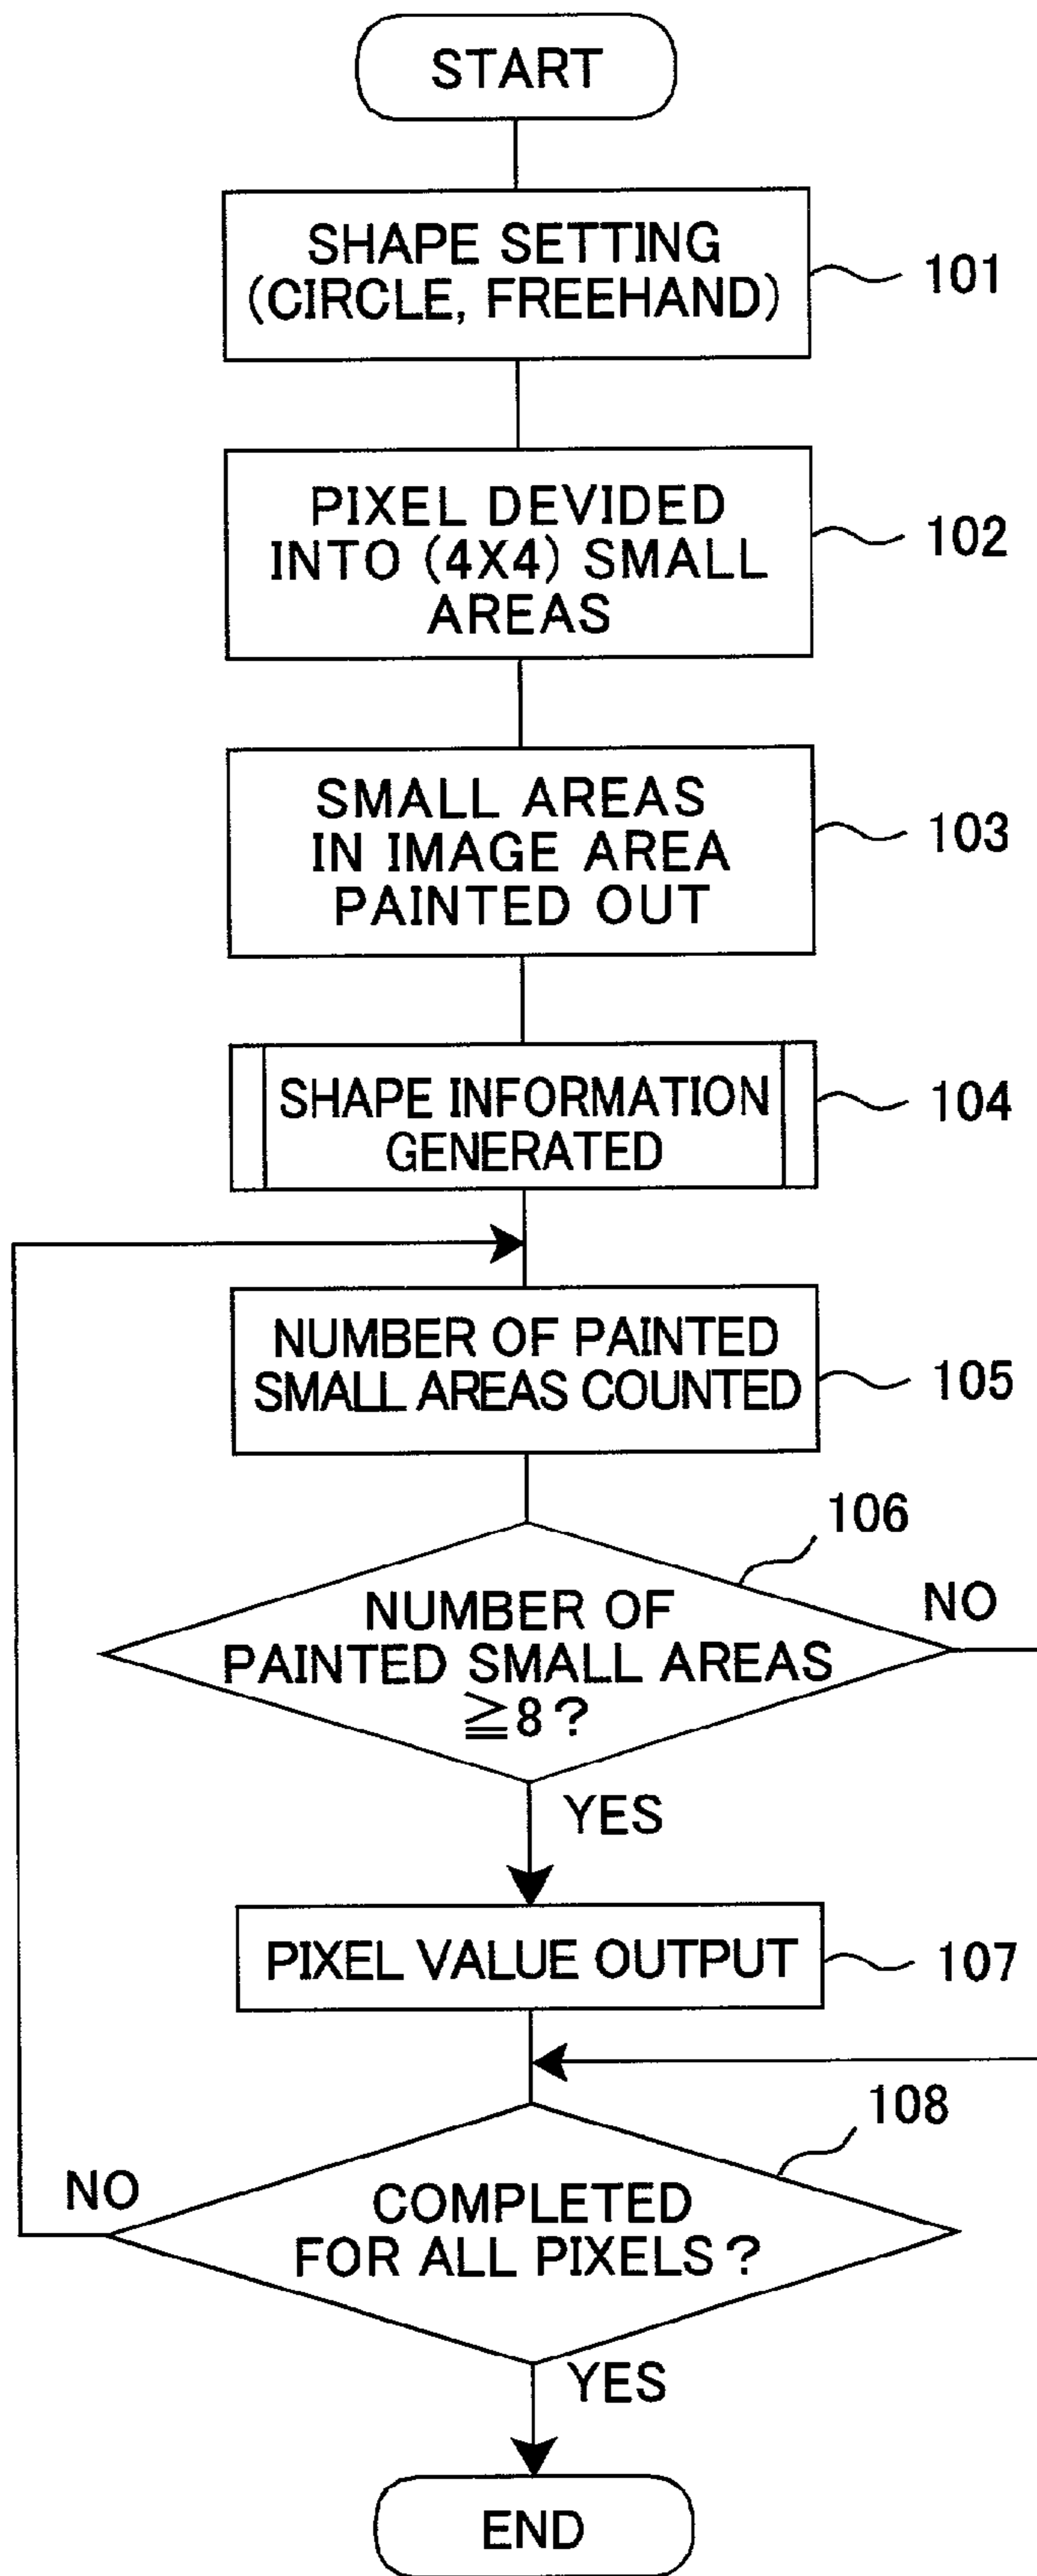 START
SHAPE SETTING
(CIRCLE, FREEHAND)
101
PIXEL DEVIDED
INTO (4X4) SMALL
AREAS
102
SMALL AREAS
IN IMAGE AREA
PAINTED OUT
103
SHAPE INFORMATION
GENERATED
104
NUMBER OF PAINTED
SMALL AREAS COUNTED
105
106
NUMBER OF
PAINTED SMALL AREAS
≧8?
NO
YES
PIXEL VALUE OUTPUT
107
108
COMPLETED
FOR ALL PIXELS?
NO
YES
END